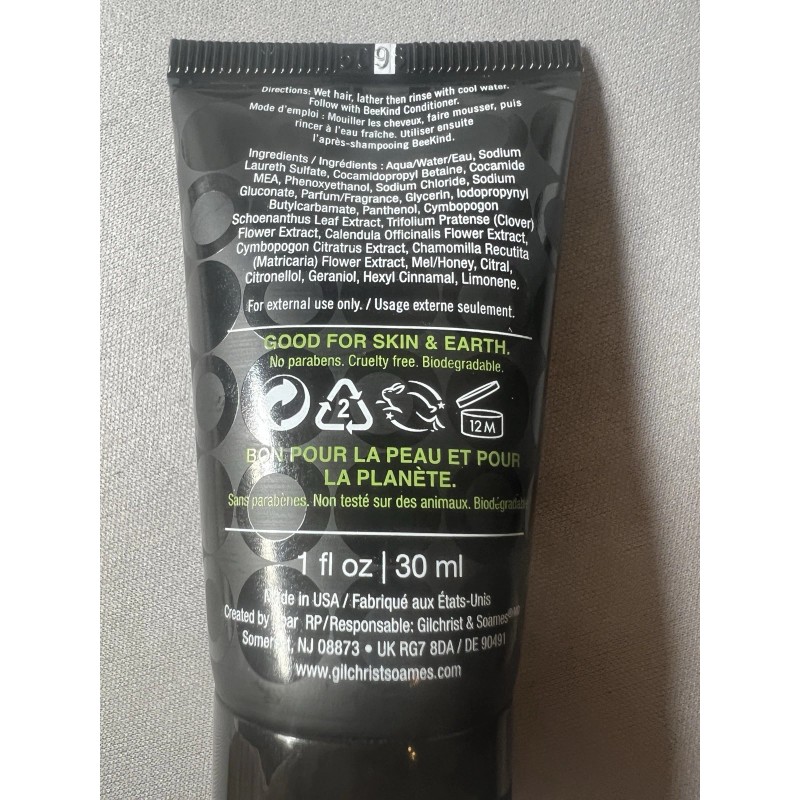 9
Directions: Wet hair, lather then rinse with cool water.
Follow with BeeKind Conditioner.
Mode d'emploi : Mouiller les cheveux, faire mousser, puis
rincer à l'eau fraîche. Utiliser ensuite
l'après-shampooing BeeKind.
Ingredients / Ingrédients : Aqua/Water/Eau, Sodium
Laureth Sulfate, Cocamidopropyl Betaine, Cocamide
MEA, Phenoxyethanol, Sodium Chloride, Sodium
Gluconate, Parfum/Fragrance, Glycerin, Iodopropynyl
Butylcarbamate, Panthenol, Cymbopogon
Schoenanthus Leaf Extract, Trifolium Pratense (Clover)
Flower Extract, Calendula Officinalis Flower Extract,
Cymbopogon Citratus Extract, Chamomilla Recutita
(Matricaria) Flower Extract, Mel/Honey, Citral,
Citronellol, Geraniol, Hexyl Cinnamal, Limonene.
For external use only. / Usage externe seulement.
GOOD FOR SKIN & EARTH.
No parabens. Cruelty free. Biodegradable.
2
12M
BON POUR LA PEAU ET POUR
LA PLANÈTE.
Sans parabènes. Non testé sur des animaux. Biodégradable
1 fl oz | 30 ml
Made in USA / Fabriqué aux États-Unis
Created by RP/Responsable: Gilchrist & Soames®
Somerset, NJ 08873 • UK RG7 8DA / DE 90491
www.gilchristsoames.com